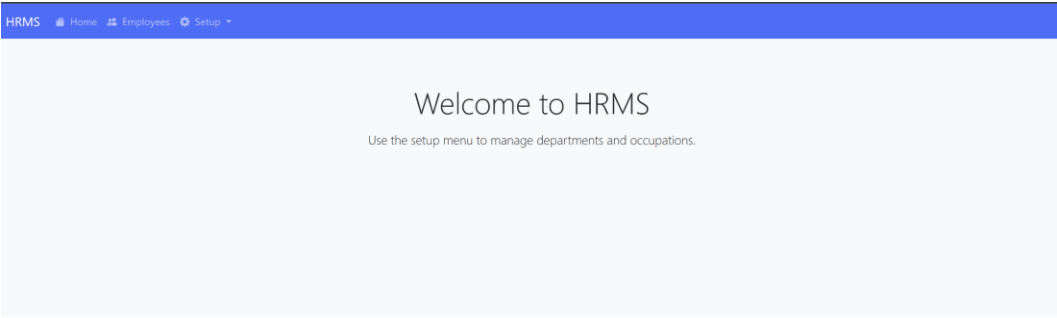 HRMS Home Employees Setup
Welcome to HRMS
Use the setup menu to manage departments and occupations.